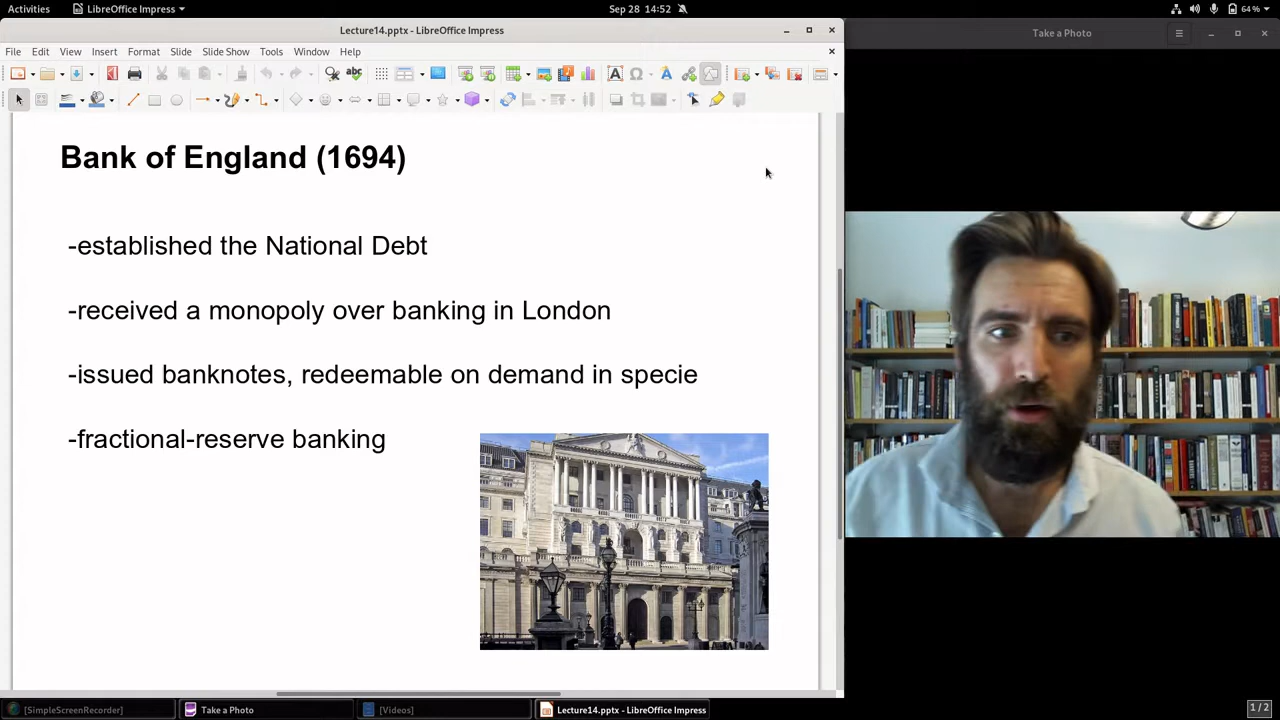 Activities
LibreOffice Impress
Sep 28 14:52
64 %
Lecture14.pptx - LibreOffice Impress
Take a Photo
File Edit View Insert Format Slide Slide Show Tools Window Help
Bank of England (1694)
-established the National Debt
-received a monopoly over banking in London
-issued banknotes, redeemable on demand in specie
-fractional-reserve banking
[SimpleScreenRecorder]
Take a Photo
[Videos]
Lecture14.pptx - LibreOffice Impress
1 / 2